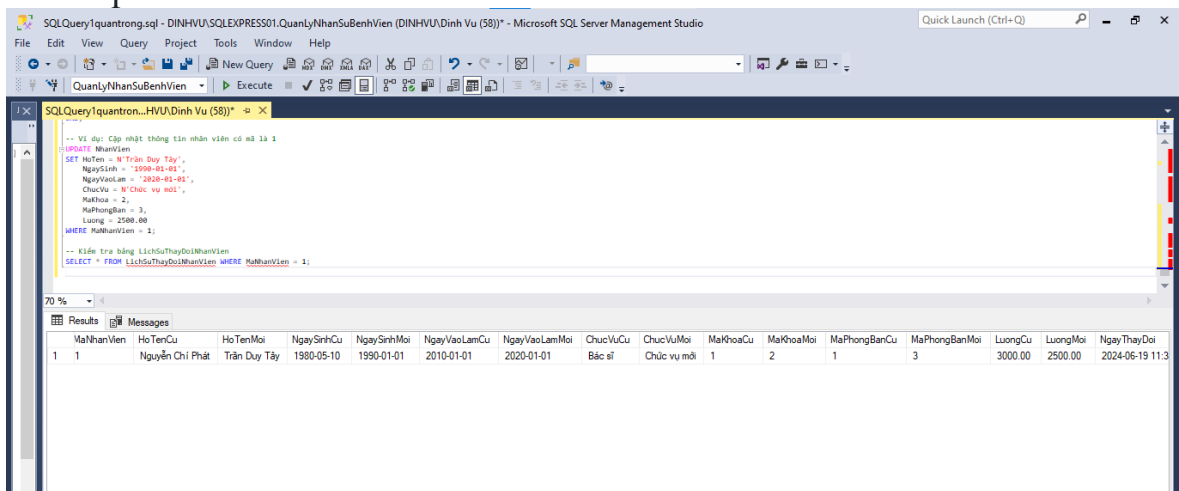 SQLQuery1quantrong.sql - DINHVU\SQLEXPRESS01.QuanLyNhanSuBenhVien (DINHVU\Dinh Vu (58))* - Microsoft SQL Server Management Studio
Quick Launch (Ctrl+Q)
File Edit View Query Project Tools Window Help
New Query MDX DMX XMLA DAX
QuanLyNhanSuBenhVien Execute
SQLQuery1quantron...HVU\Dinh Vu (58))*
-- Ví dụ: Cập nhật thông tin nhân viên có mã là 1
UPDATE NhanVien
SET HoTen = N'Trần Duy Tây',
NgaySinh = '1990-01-01',
NgayVaoLam = '2020-01-01',
ChucVu = N'Chức vụ mới',
MaKhoa = 2,
MaPhongBan = 3,
Luong = 2500.00
WHERE MaNhanVien = 1;
-- Kiểm tra bảng LichSuThayDoiNhanVien
SELECT * FROM LichSuThayDoiNhanVien WHERE MaNhanVien = 1;
70 %
Results Messages
MaNhanVien HoTenCu HoTenMoi NgaySinhCu NgaySinhMoi NgayVaoLamCu NgayVaoLamMoi ChucVuCu ChucVuMoi MaKhoaCu MaKhoaMoi MaPhongBanCu MaPhongBanMoi LuongCu LuongMoi NgayThayDoi
1 1 Nguyễn Chí Phát Trần Duy Tây 1980-05-10 1990-01-01 2010-01-01 2020-01-01 Bác sĩ Chức vụ mới 1 2 1 3 3000.00 2500.00 2024-06-19 11:3